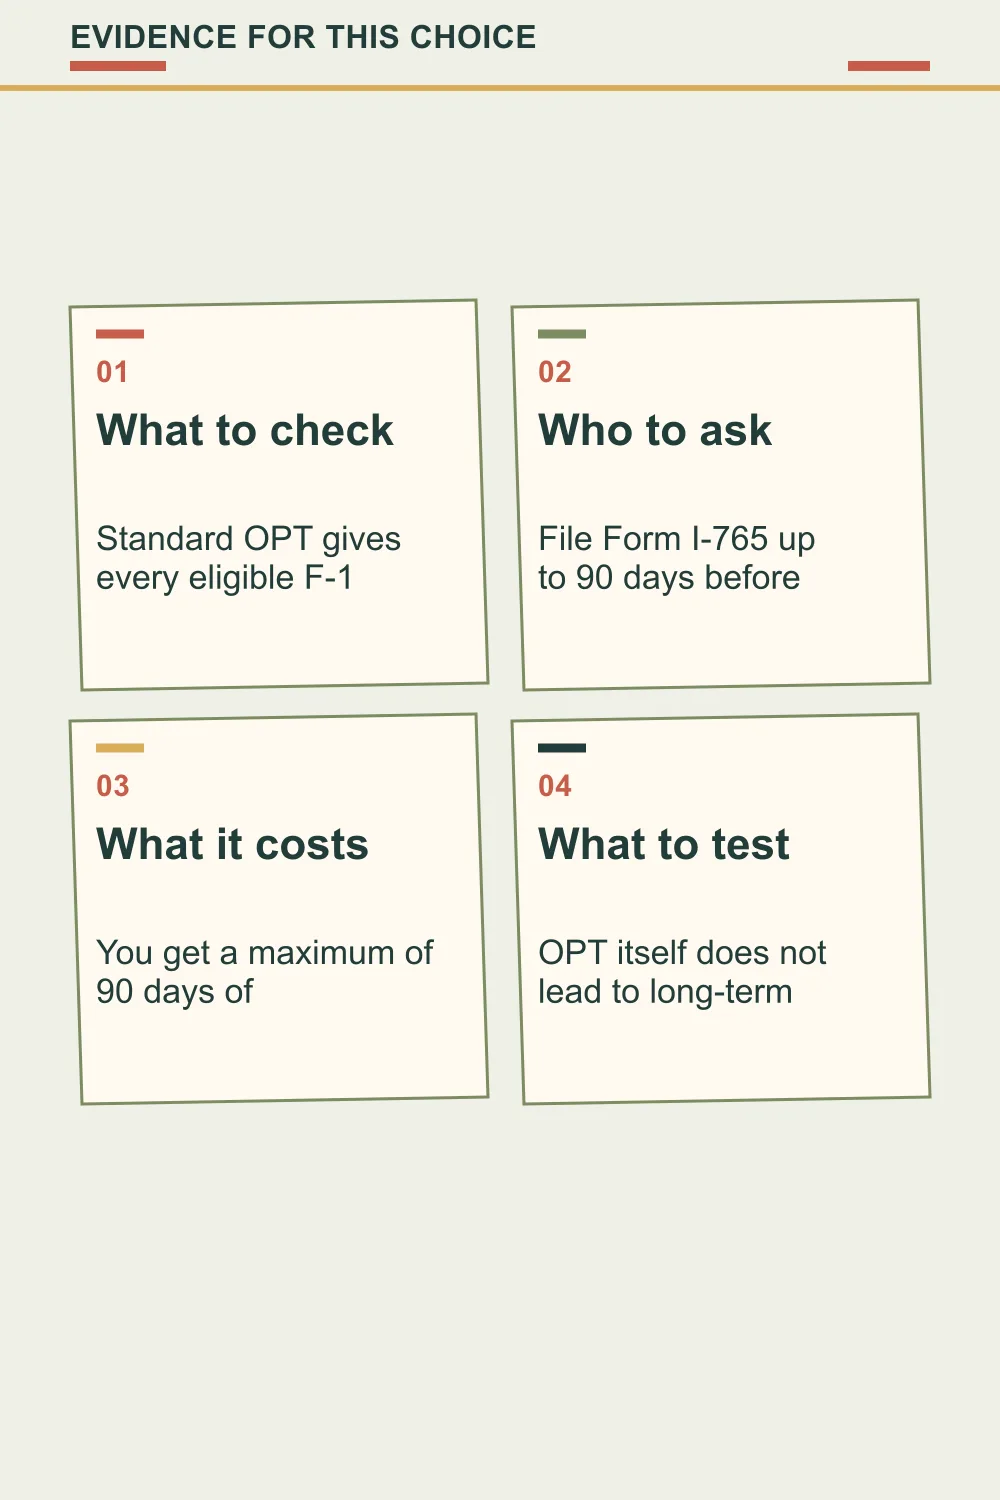 EVIDENCE FOR THIS CHOICE
01
What to check
Standard OPT gives
every eligible F-1
02
Who to ask
File Form I-765 up
to 90 days before
03
What it costs
You get a maximum of
90 days of
04
What to test
OPT itself does not
lead to long-term